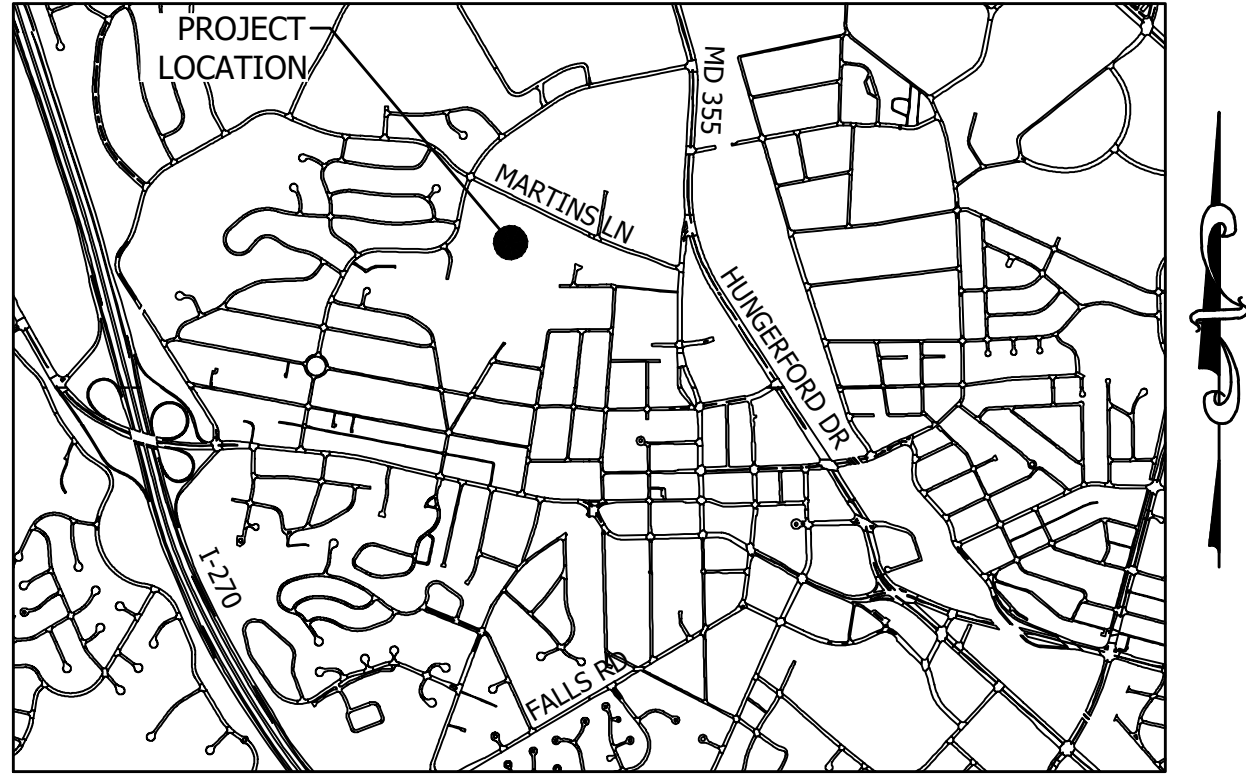 PROJECT
LOCATION
MD 355
MARTINS LN
HUNGERFORD DR
I-270
FALLS RD